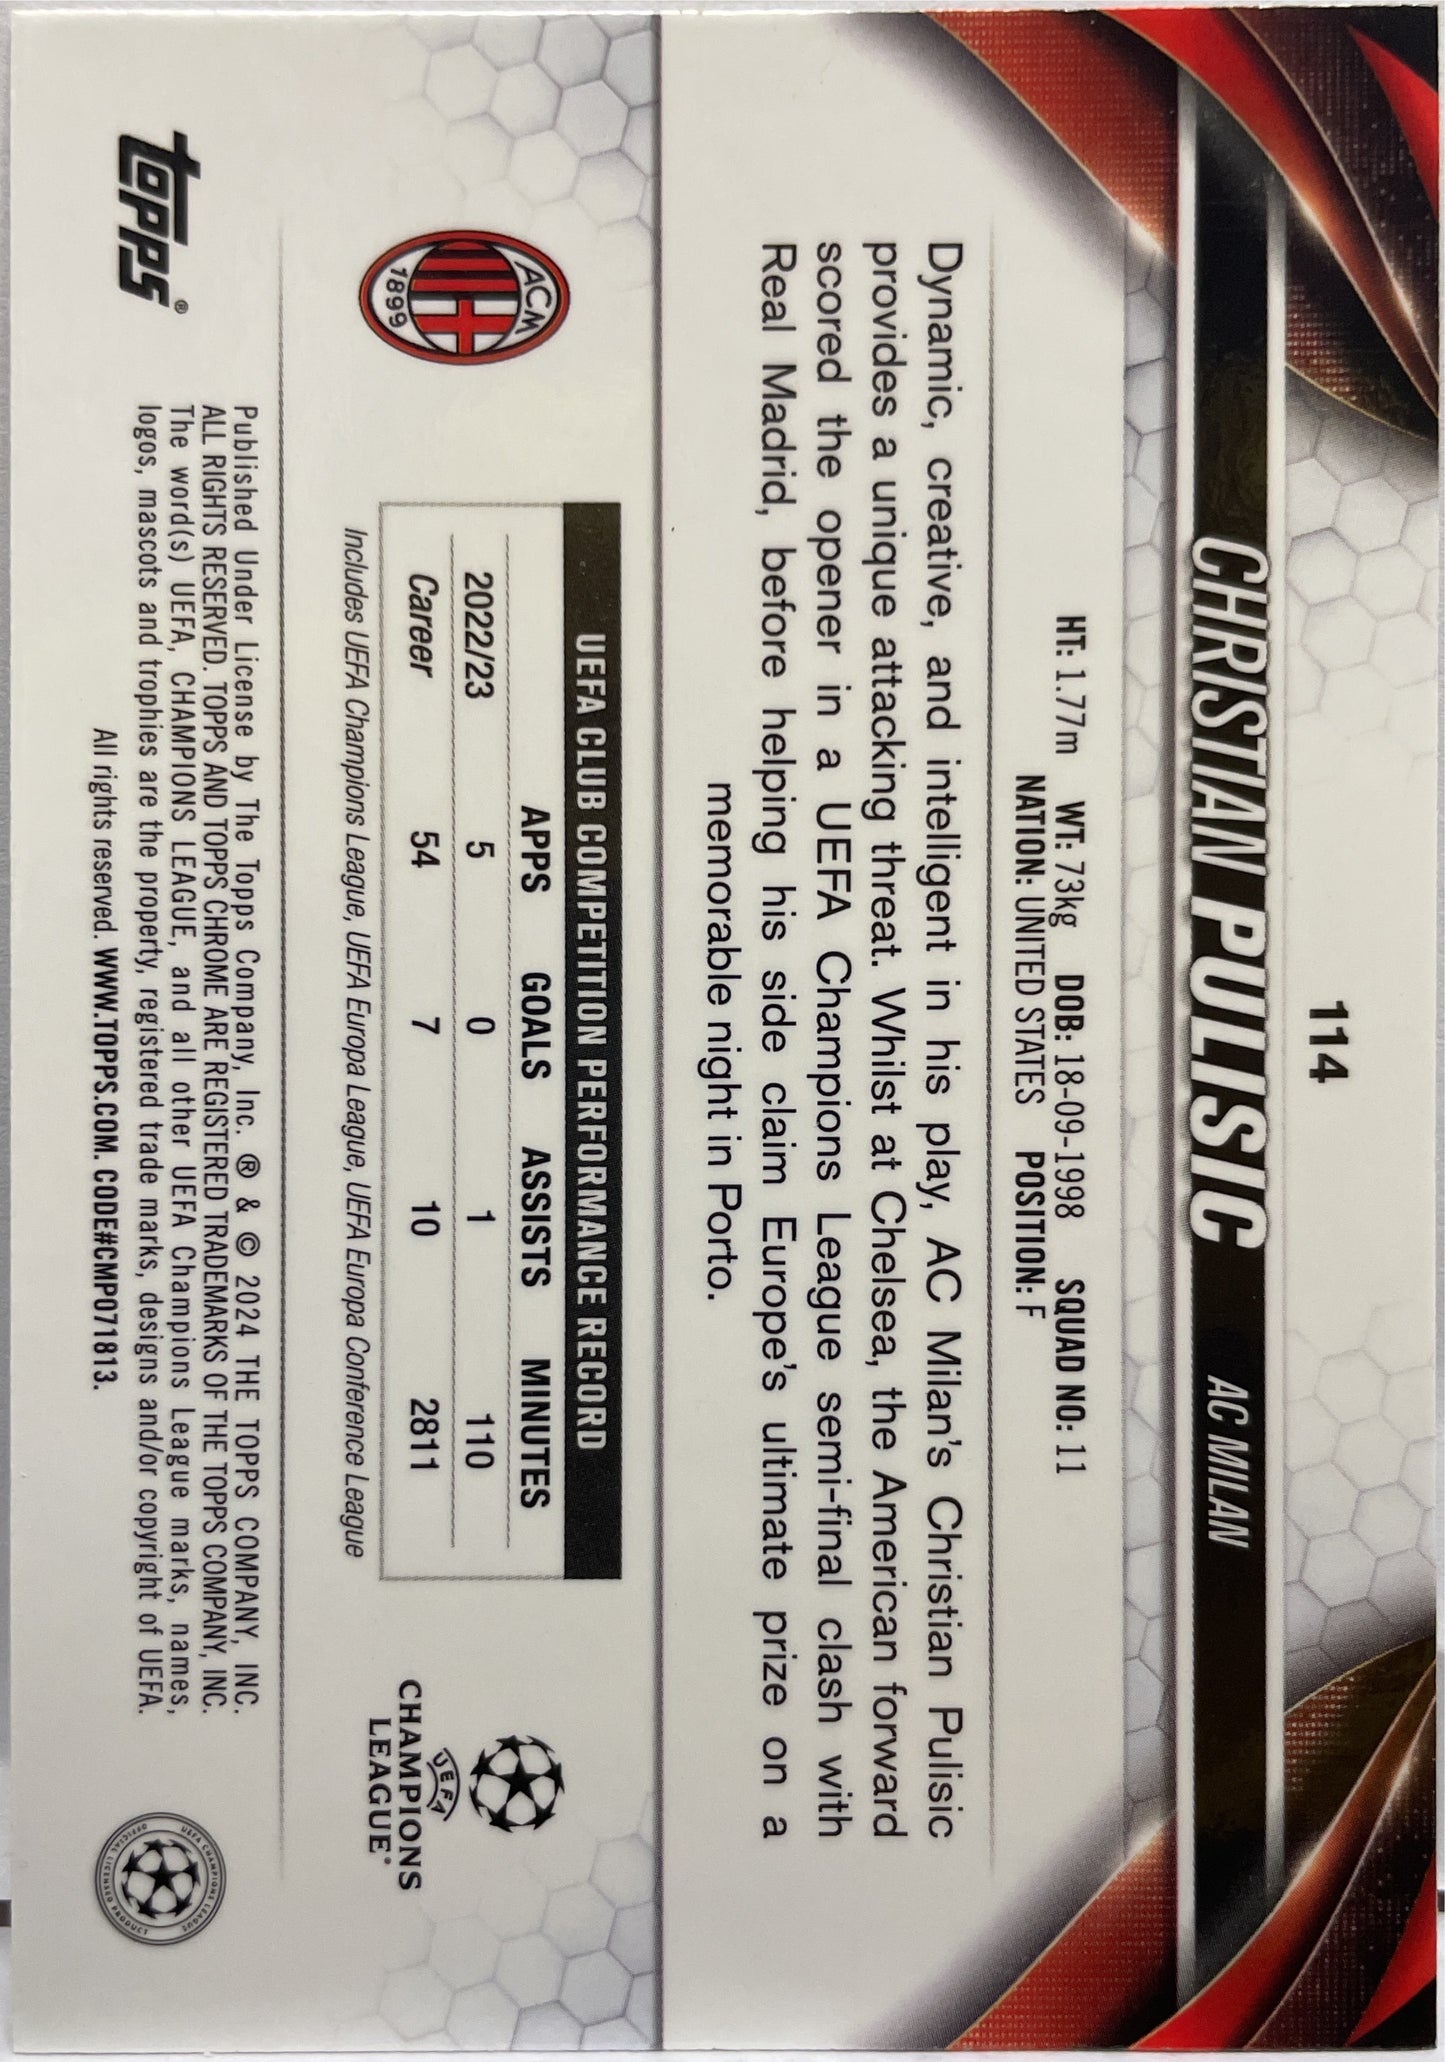 114
CHRISTIAN PULISIC AC MILAN
HT: 1.77m WT: 73kg DOB: 18-09-1998 SQUAD NO: 11
NATION: UNITED STATES POSITION: F
Dynamic, creative, and intelligent in his play, AC Milan's Christian Pulisic
provides a unique attacking threat. Whilst at Chelsea, the American forward
scored the opener in a UEFA Champions League semi-final clash with
Real Madrid, before helping his side claim Europe's ultimate prize on a
memorable night in Porto.
ACM
1899
UEFA CLUB COMPETITION PERFORMANCE RECORD
APPS GOALS ASSISTS MINUTES
2022/23 5 0 1 110
Career 54 7 10 2811
Includes UEFA Champions League, UEFA Europa League, UEFA Europa Conference League
UEFA
CHAMPIONS
LEAGUE®
Topps®
Published Under License by The Topps Company, Inc. ® & © 2024 THE TOPPS COMPANY, INC.
ALL RIGHTS RESERVED. TOPPS AND TOPPS CHROME ARE REGISTERED TRADEMARKS OF THE TOPPS COMPANY, INC.
The word(s) UEFA, CHAMPIONS LEAGUE, and all other UEFA Champions League marks, names,
logos, mascots and trophies are the property, registered trade marks, designs and/or copyright of UEFA.
All rights reserved. WWW.TOPPS.COM. CODE#CMP071813.
UEFA CHAMPIONS LEAGUE
OFFICIAL LICENSED PRODUCT